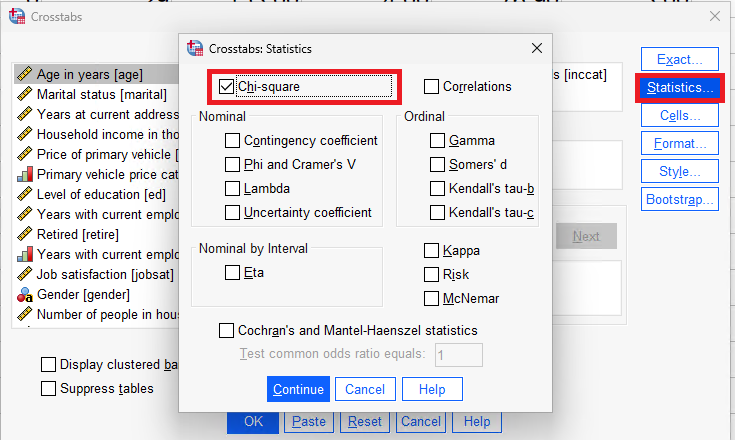 Crosstabs
Age in years [age]
Marital status [marital]
Years at current address
Household income in tho
Price of primary vehicle [
Primary vehicle price cat
Level of education [ed]
Years with current emplo
Retired [retire]
Years with current emplo
Job satisfaction [jobsat]
Gender [gender]
Number of people in hous
Display clustered ba
Suppress tables
OK
Paste
Reset
Cancel
Help
Crosstabs: Statistics
Chi-square
Correlations
Nominal
Contingency coefficient
Phi and Cramer's V
Lambda
Uncertainty coefficient
Ordinal
Gamma
Somers' d
Kendall's tau-b
Kendall's tau-c
Nominal by Interval
Eta
Kappa
Risk
McNemar
Cochran's and Mantel-Haenszel statistics
Test common odds ratio equals: 1
Continue
Cancel
Help
s [inccat]
Next
Exact...
Statistics...
Cells...
Format...
Style...
Bootstrap...